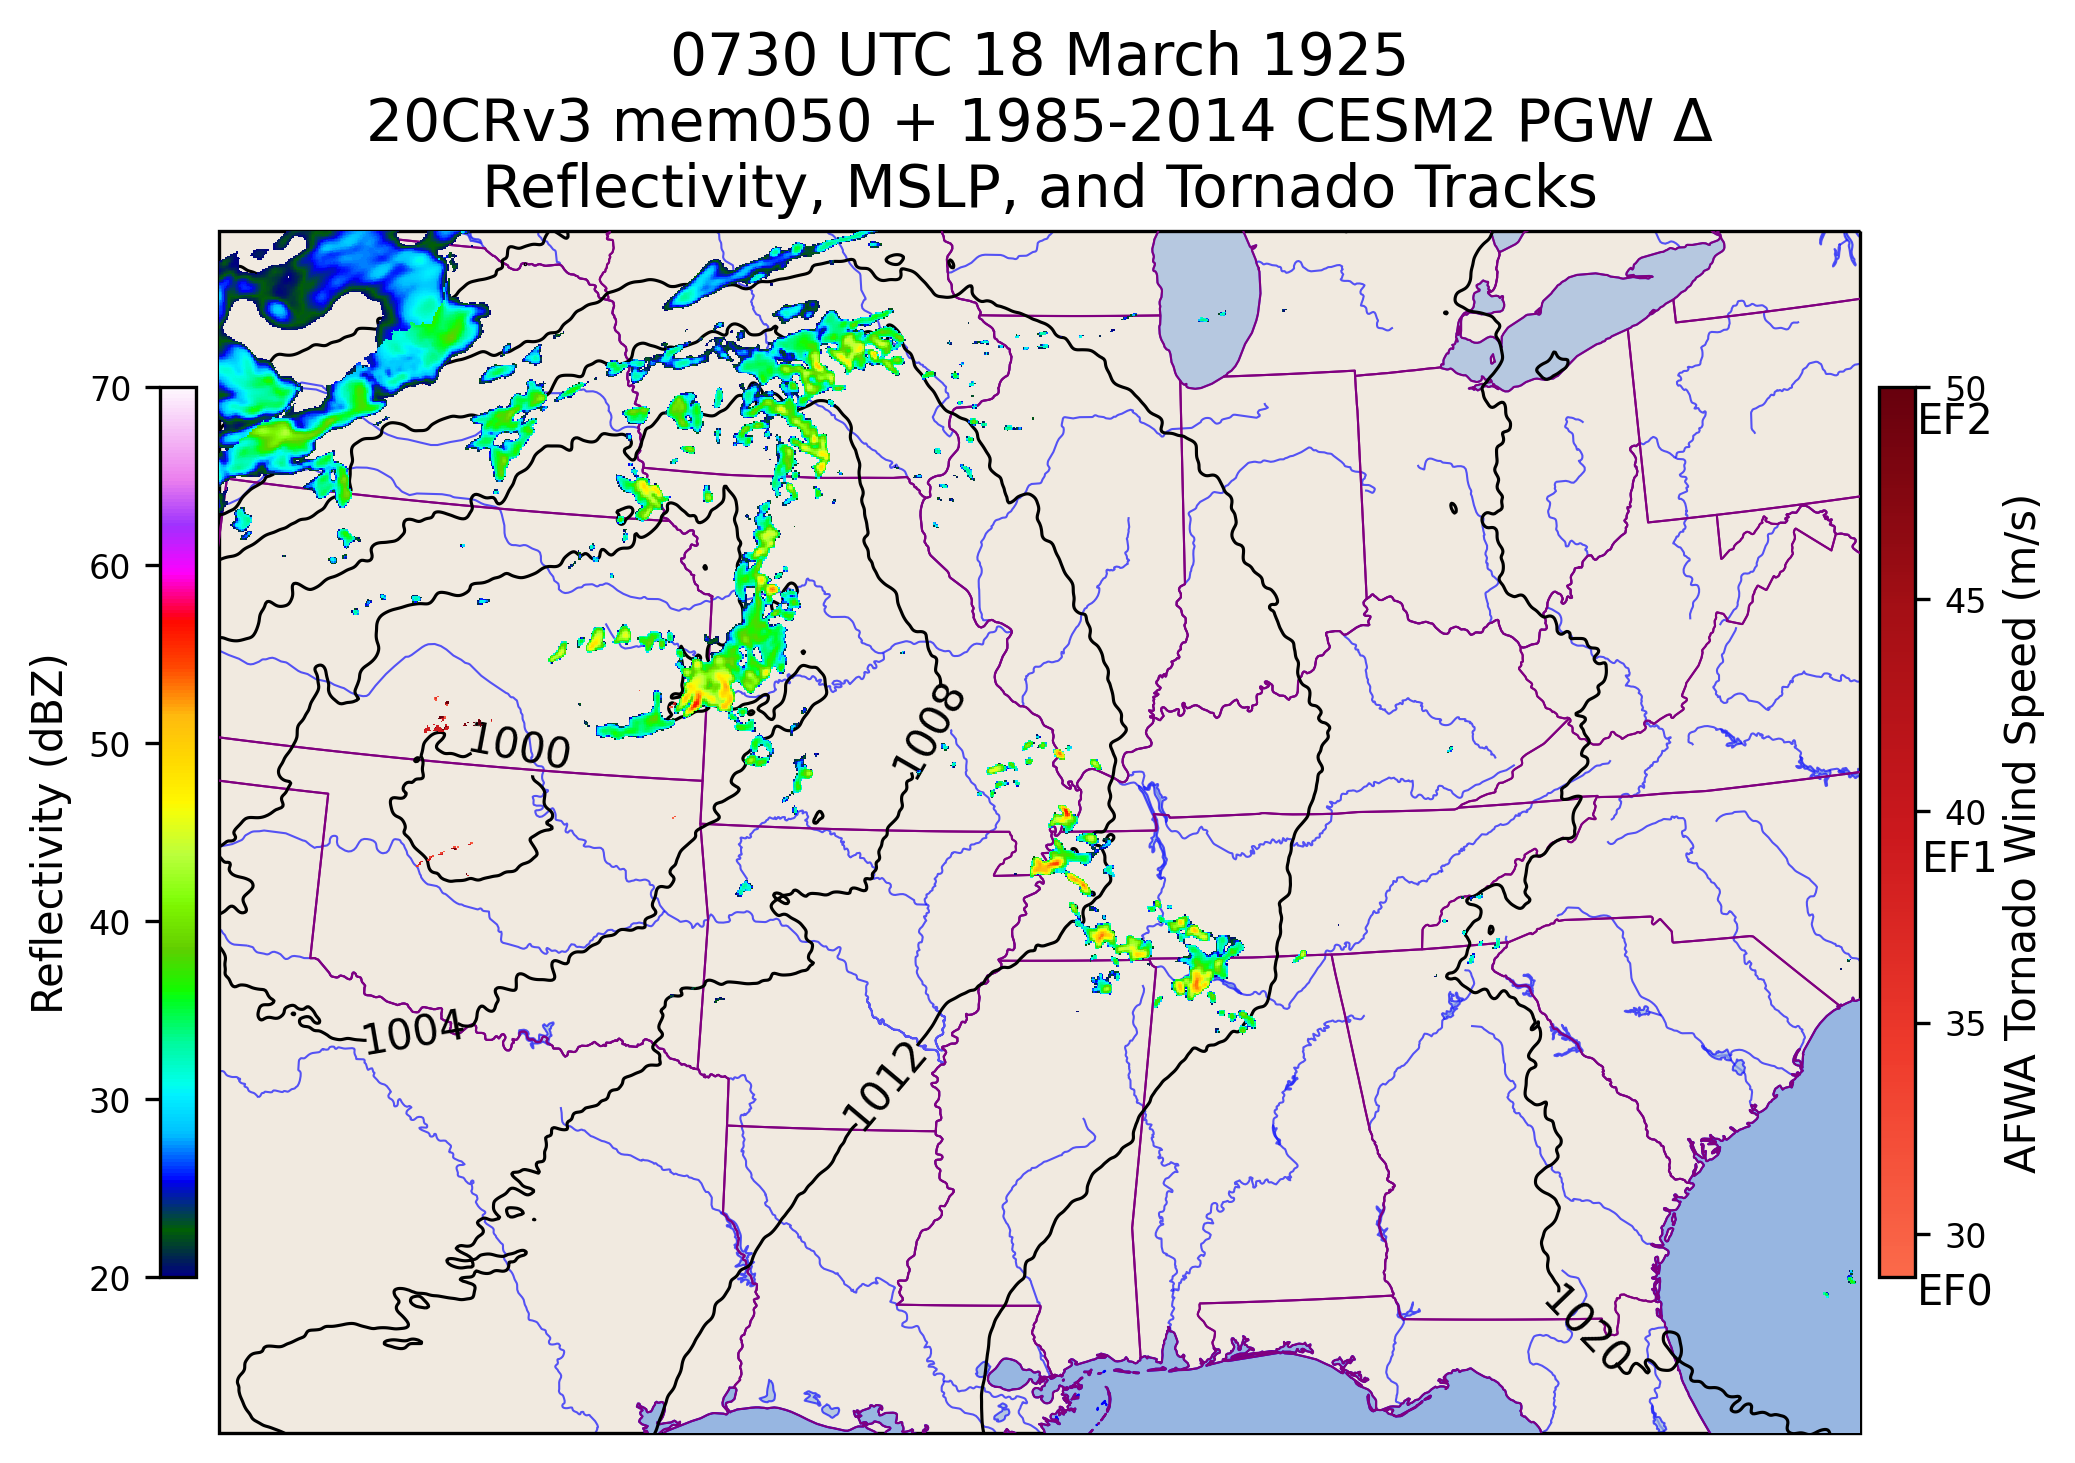 0730 UTC 18 March 1925
20CRv3 mem050 + 1985-2014 CESM2 PGW Δ
Reflectivity, MSLP, and Tornado Tracks
Reflectivity (dBZ)
70
60
50
40
30
20
1000
1004
1008
1012
1020
50
EF2
45
40
EF1
35
30
EF0
AFWA Tornado Wind Speed (m/s)